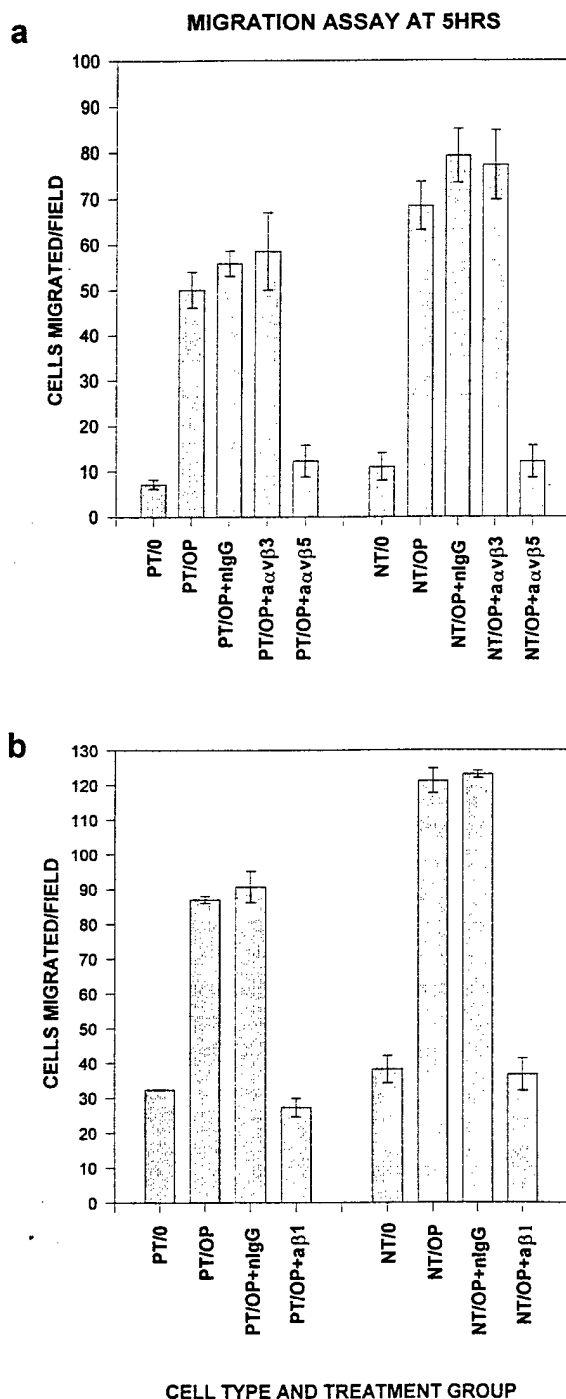 a
MIGRATION ASSAY AT 5HRS
CELLS MIGRATED/FIELD
100
90
80
70
60
50
40
30
20
10
0
PT/0
PT/OP
PT/OP+nIgG
PT/OP+aαvβ3
PT/OP+aαvβ5
NT/0
NT/OP
NT/OP+nIgG
NT/OP+aαvβ3
NT/OP+aαvβ5
b
CELLS MIGRATED/FIELD
130
120
110
100
90
80
70
60
50
40
30
20
10
0
PT/0
PT/OP
PT/OP+nIgG
PT/OP+aβ1
NT/0
NT/OP
NT/OP+nIgG
NT/OP+aβ1
CELL TYPE AND TREATMENT GROUP